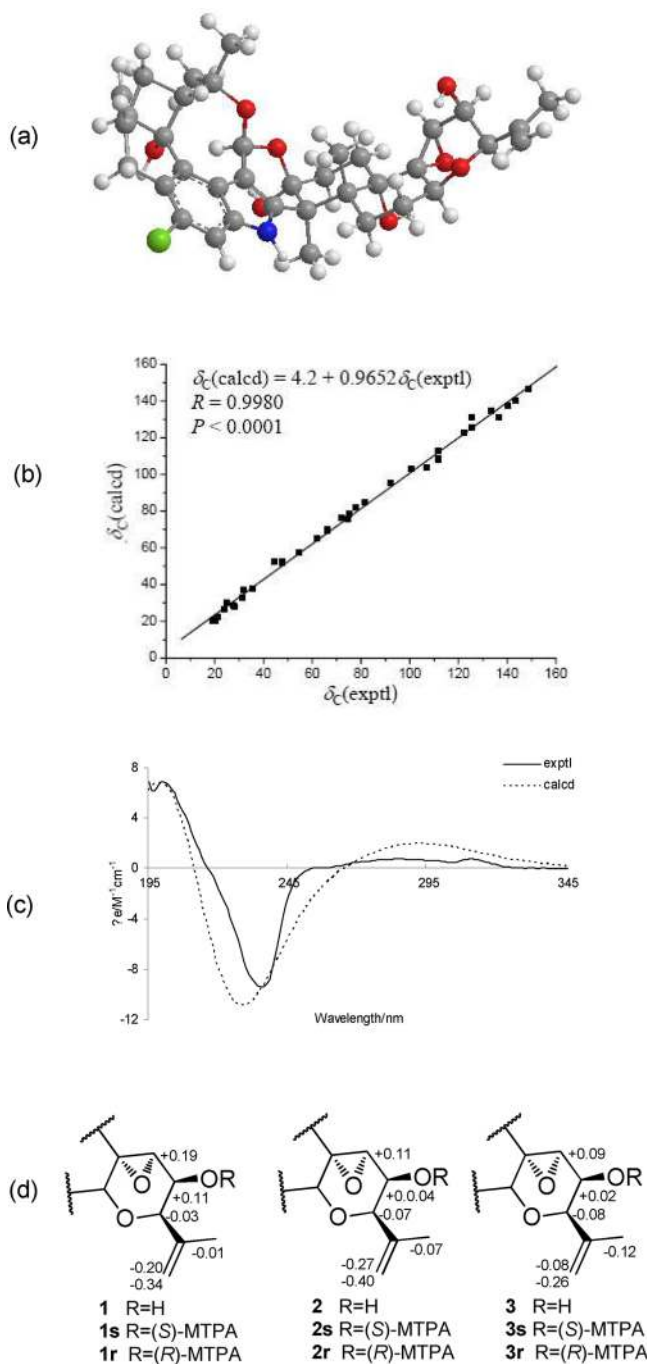 (a)
(b)
δC(calcd) = 4.2 + 0.9652δC(exptl)
R = 0.9980
P < 0.0001
δC(calcd)
160
140
120
100
80
60
40
20
0
0 20 40 60 80 100 120 140 160
δC(exptl)
(c)
exptl
calcd
8
4
0
-4
-8
-12
195 245 295 345
?e/M⁻¹cm⁻¹
Wavelength/nm
(d)
+0.19
OR
O
+0.11
-0.03
O
-0.01
-0.20
-0.34
1 R=H
1s R=(S)-MTPA
1r R=(R)-MTPA
+0.11
OR
O
+0.0.04
-0.07
O
-0.07
-0.27
-0.40
2 R=H
2s R=(S)-MTPA
2r R=(R)-MTPA
+0.09
OR
O
+0.02
-0.08
O
-0.12
-0.08
-0.26
3 R=H
3s R=(S)-MTPA
3r R=(R)-MTPA